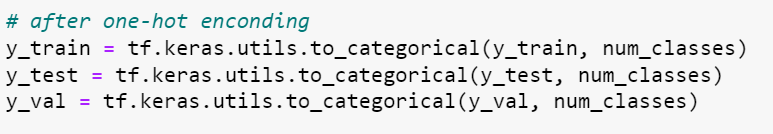 # after one-hot enconding
y_train = tf.keras.utils.to_categorical(y_train, num_classes)
y_test = tf.keras.utils.to_categorical(y_test, num_classes)
y_val = tf.keras.utils.to_categorical(y_val, num_classes)